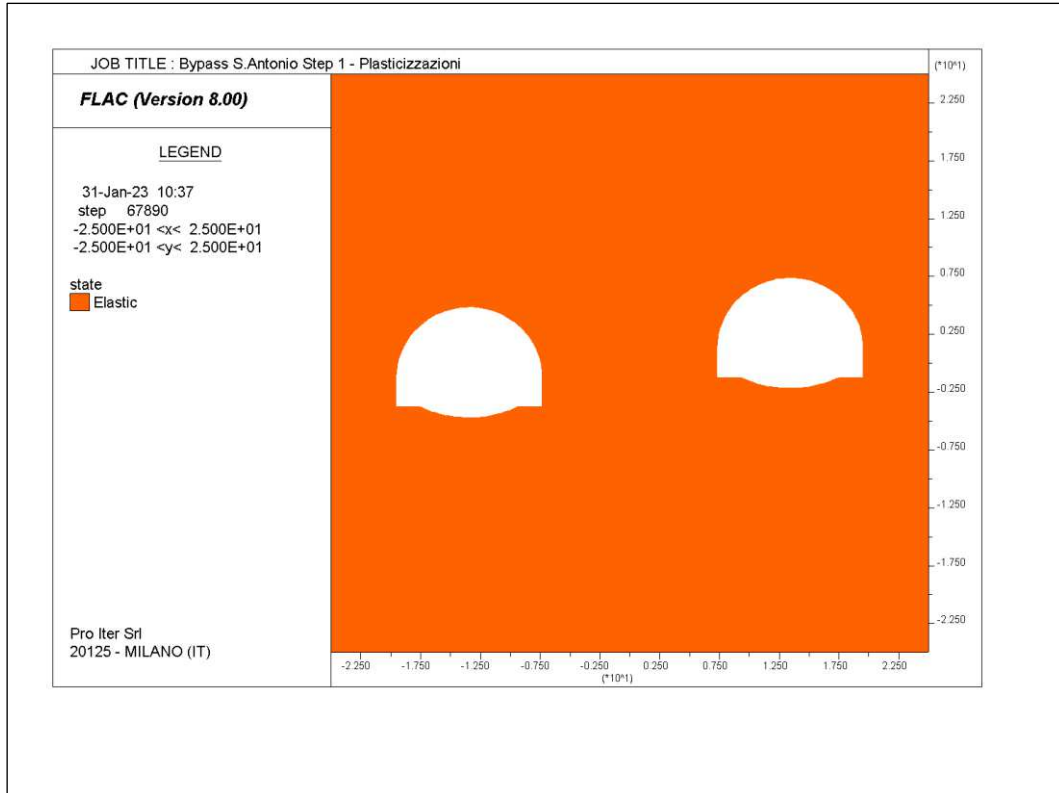 JOB TITLE : Bypass S.Antonio Step 1 - Plasticizzazioni
FLAC (Version 8.00)
LEGEND
31-Jan-23 10:37
step 67890
-2.500E+01 <x< 2.500E+01
-2.500E+01 <y< 2.500E+01
state
Elastic
Pro Iter Srl
20125 - MILANO (IT)
(*10^1)
2.250
1.750
1.250
0.750
0.250
-0.250
-0.750
-1.250
-1.750
-2.250
-2.250 -1.750 -1.250 -0.750 -0.250 0.250 0.750 1.250 1.750 2.250
(*10^1)